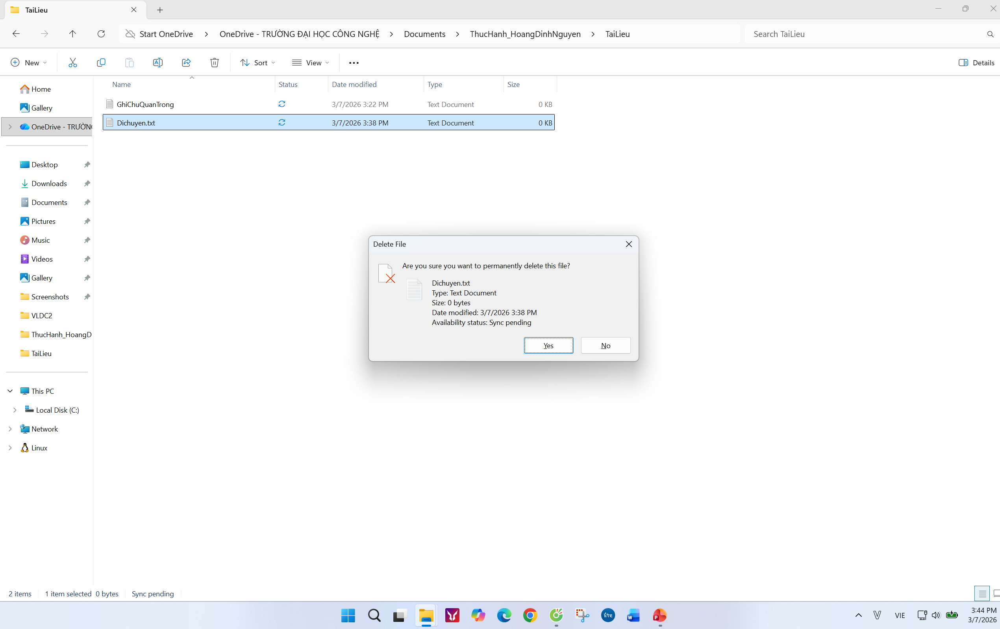 TaiLieu
Start OneDrive > OneDrive - TRƯỜNG ĐẠI HỌC CÔNG NGHỆ > Documents > ThucHanh_HoangDinhNguyen > TaiLieu
Search TaiLieu
New
Sort
View
Details
Name Status Date modified Type Size
GhiChuQuanTrong 3/7/2026 3:22 PM Text Document 0 KB
Dichuyen.txt 3/7/2026 3:38 PM Text Document 0 KB
Home
Gallery
OneDrive - TRƯỜNG
Desktop
Downloads
Documents
Pictures
Music
Videos
Gallery
Screenshots
VLDC2
ThucHanh_HoangD
TaiLieu
This PC
Local Disk (C:)
Network
Linux
Delete File
Are you sure you want to permanently delete this file?
Dichuyen.txt
Type: Text Document
Size: 0 bytes
Date modified: 3/7/2026 3:38 PM
Availability status: Sync pending
Yes
No
2 items 1 item selected 0 bytes Sync pending
lite
VIE
3:44 PM
3/7/2026